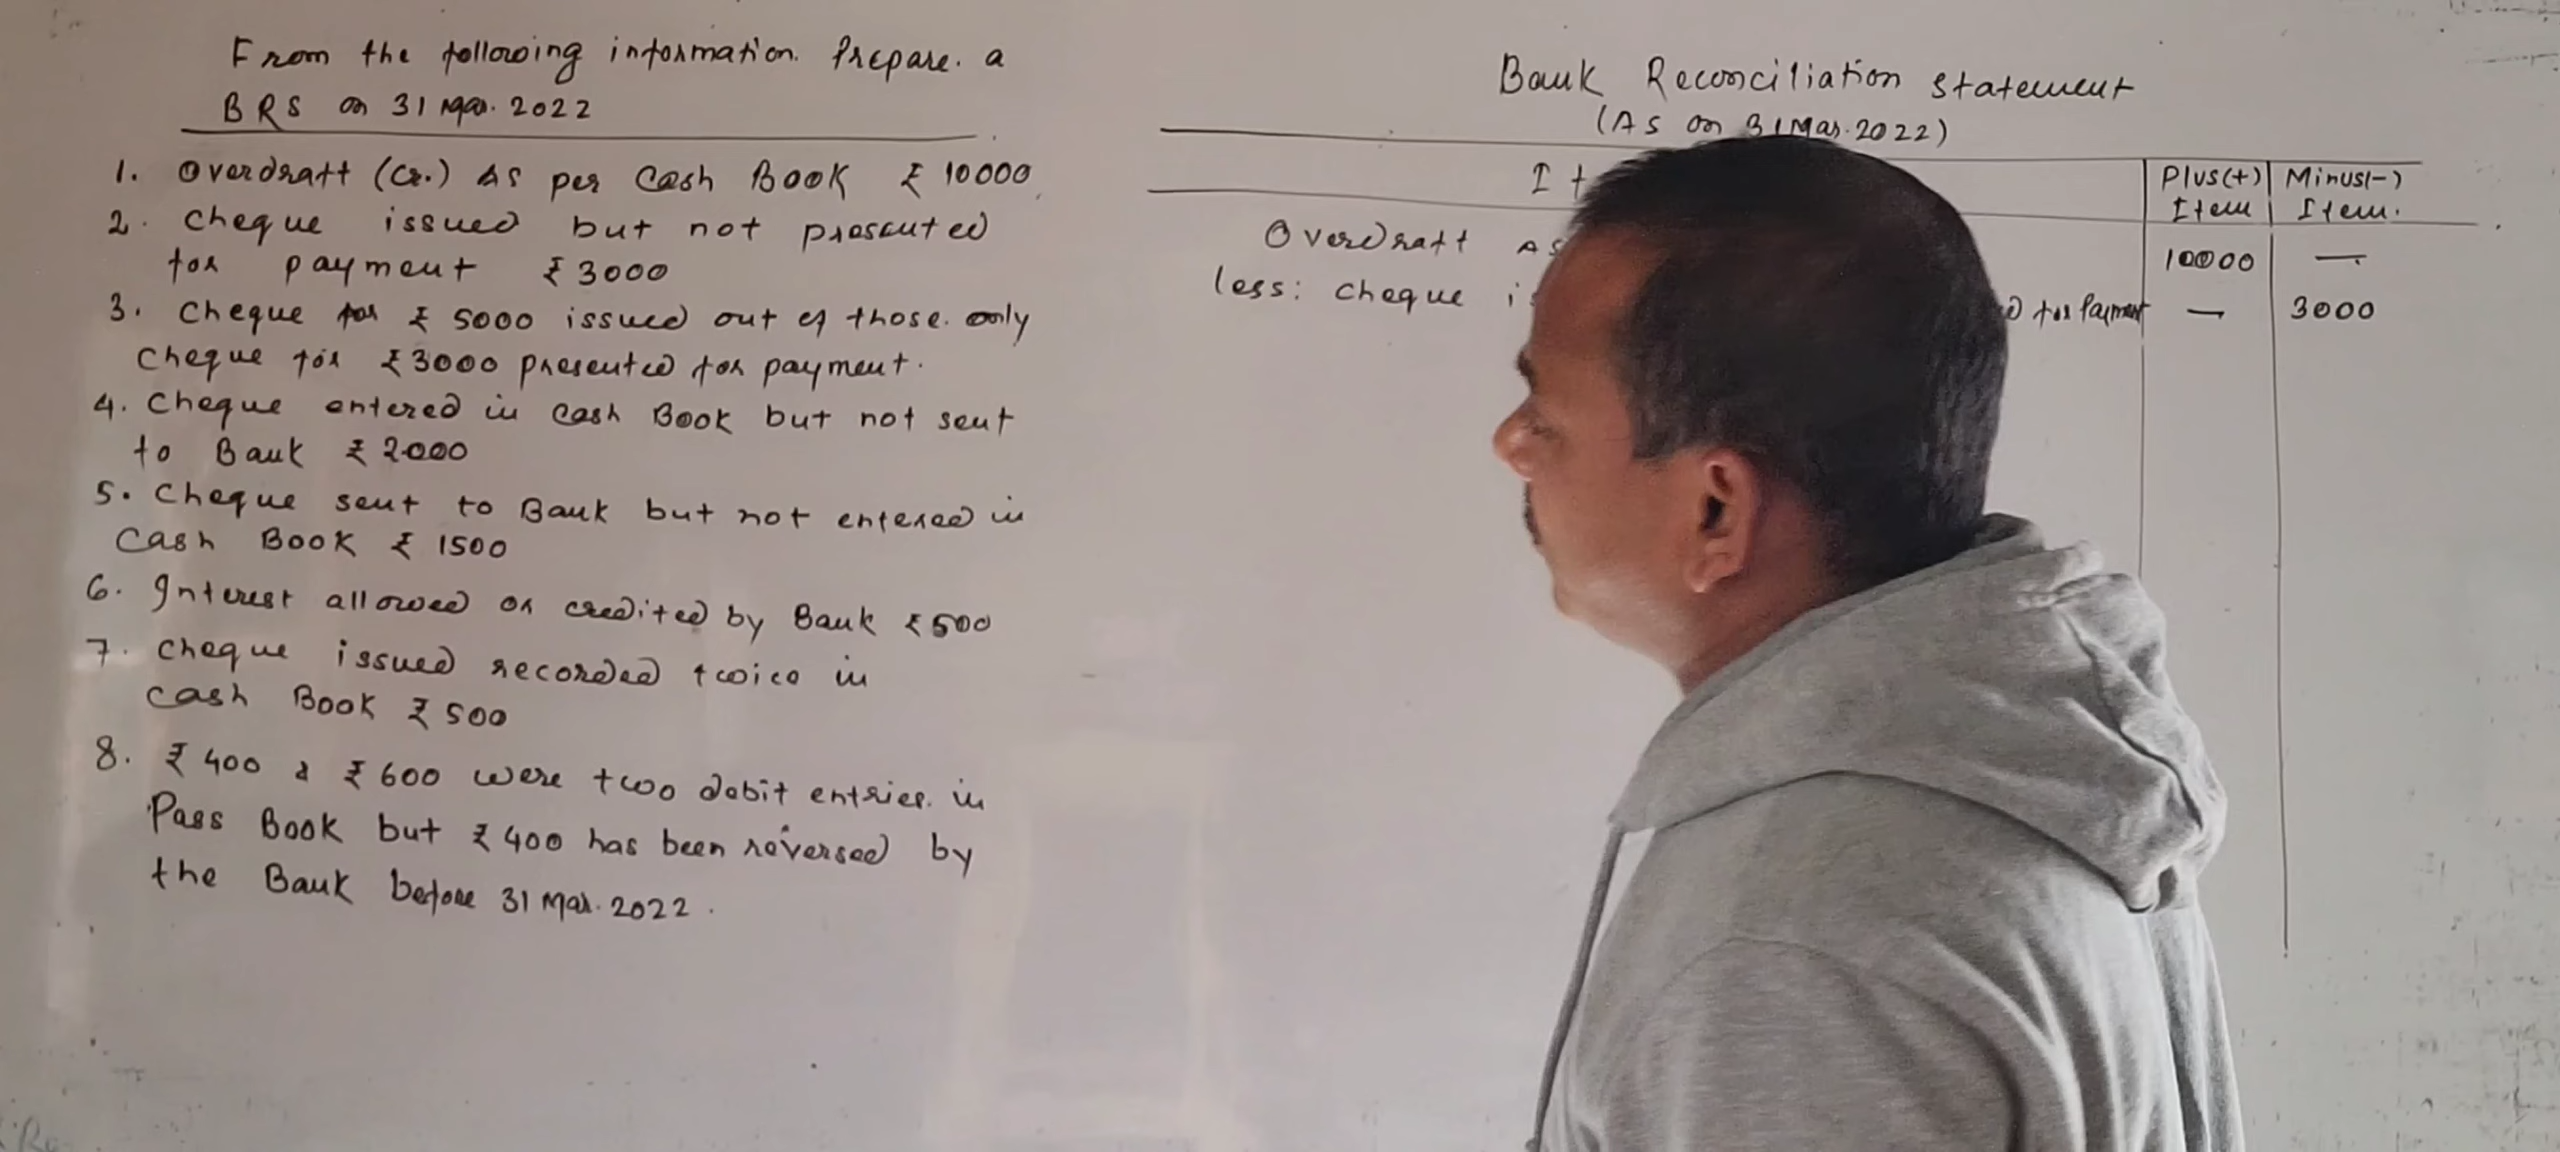 From the following information. Prepare. a
BRS on 31 Mar. 2022
1. Overdraft (Cr.) As per Cash Book ₹ 10000
2. Cheque issued but not presented
for payment ₹ 3000
3. Cheque for ₹ 5000 issued out of those. only
Cheque for ₹3000 presented for payment.
4. Cheque entered in Cash Book but not sent
to Bank ₹ 2000
5. Cheque sent to Bank but not entered in
Cash Book ₹ 1500
6. Interest allowed or credited by Bank ₹500
7. Cheque issued recorded twice in
Cash Book ₹ 500
8. ₹ 400 & ₹ 600 were two debit entries. in
Pass Book but ₹ 400 has been reversed by
the Bank before 31 Mar. 2022.
Bank Reconciliation Statement
(As on 31 Mar. 2022)
Plus(+) Minus(-)
Item Item.
Overdraft As
10000 —
less: Cheque
for Payment — 3000